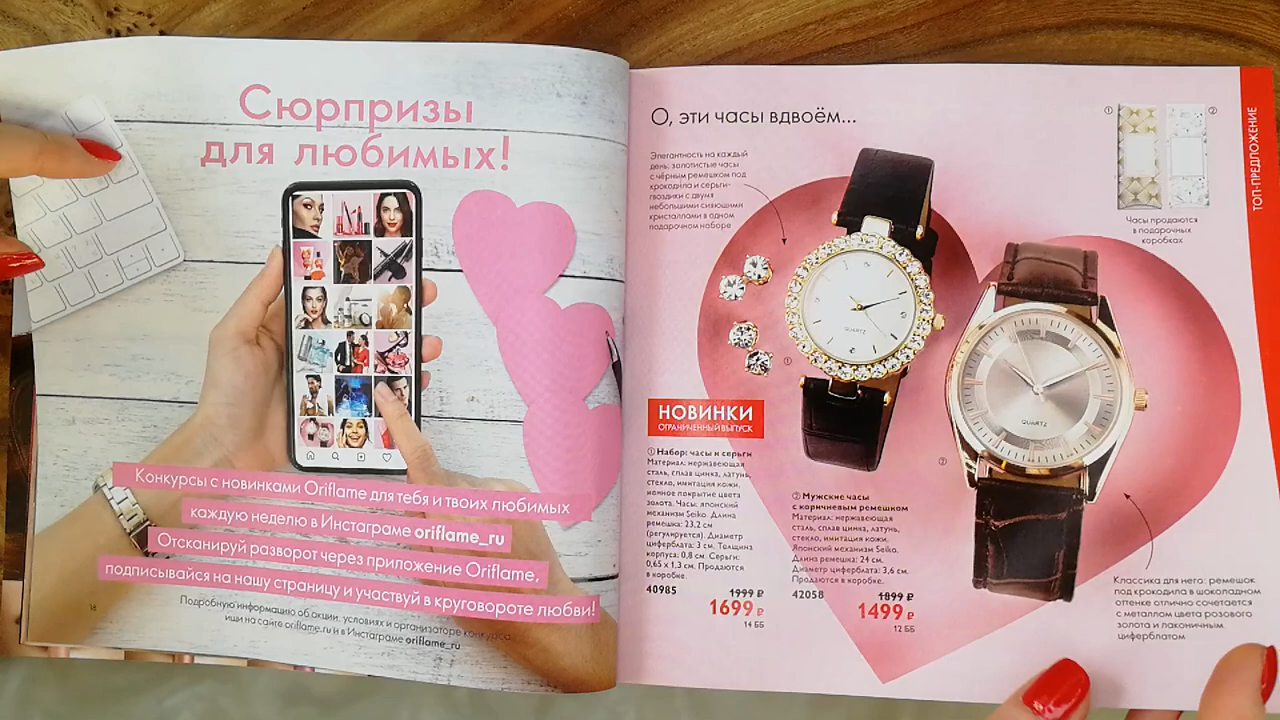 Сюрпризы
для любимых!
Конкурсы с новинками Oriflame для тебя и твоих любимых
каждую неделю в Инстаграме oriflame_ru
Отсканируй разворот через приложение Oriflame,
подписывайся на нашу страницу и участвуй в круговороте любви!
Подробную информацию об акции, условиях и организаторе конкурса
ищи на сайте oriflame.ru и в Инстаграме oriflame_ru
16
О, эти часы вдвоём...
Элегантность на каждый
день: золотистые часы
с чёрным ремешком под
крокодила и серьги-
гвоздики с двумя
небольшими сияющими
кристаллами в одном
подарочном наборе
①
②
Часы продаются
в подарочных
коробках
ТОП-ПРЕДЛОЖЕНИЕ
QUARTZ
①
QUARTZ
②
НОВИНКИ
ОГРАНИЧЕННЫЙ ВЫПУСК
① Набор: часы и серьги
Материал: нержавеющая
сталь, сплав цинка, латунь,
стекло, имитация кожи,
ионное покрытие цвета
золота. Часы: японский
механизм Seiko. Длина
ремешка: 23,2 см
(регулируется). Диаметр
циферблата: 3 см. Толщина
корпуса: 0,8 см. Серьги:
0,65 х 1,3 см. Продаются
в коробке.
40985
1999 ₽
1699 ₽
14 ББ
② Мужские часы
с коричневым ремешком
Материал: нержавеющая
сталь, сплав цинка, латунь,
стекло, имитация кожи.
Японский механизм Seiko.
Длина ремешка: 24 см.
Диаметр циферблата: 3,6 см.
Продаются в коробке.
42058
1899 ₽
1499 ₽
12 ББ
Классика для него: ремешок
под крокодила в шоколадном
оттенке отлично сочетается
с металлом цвета розового
золота и лаконичным
циферблатом